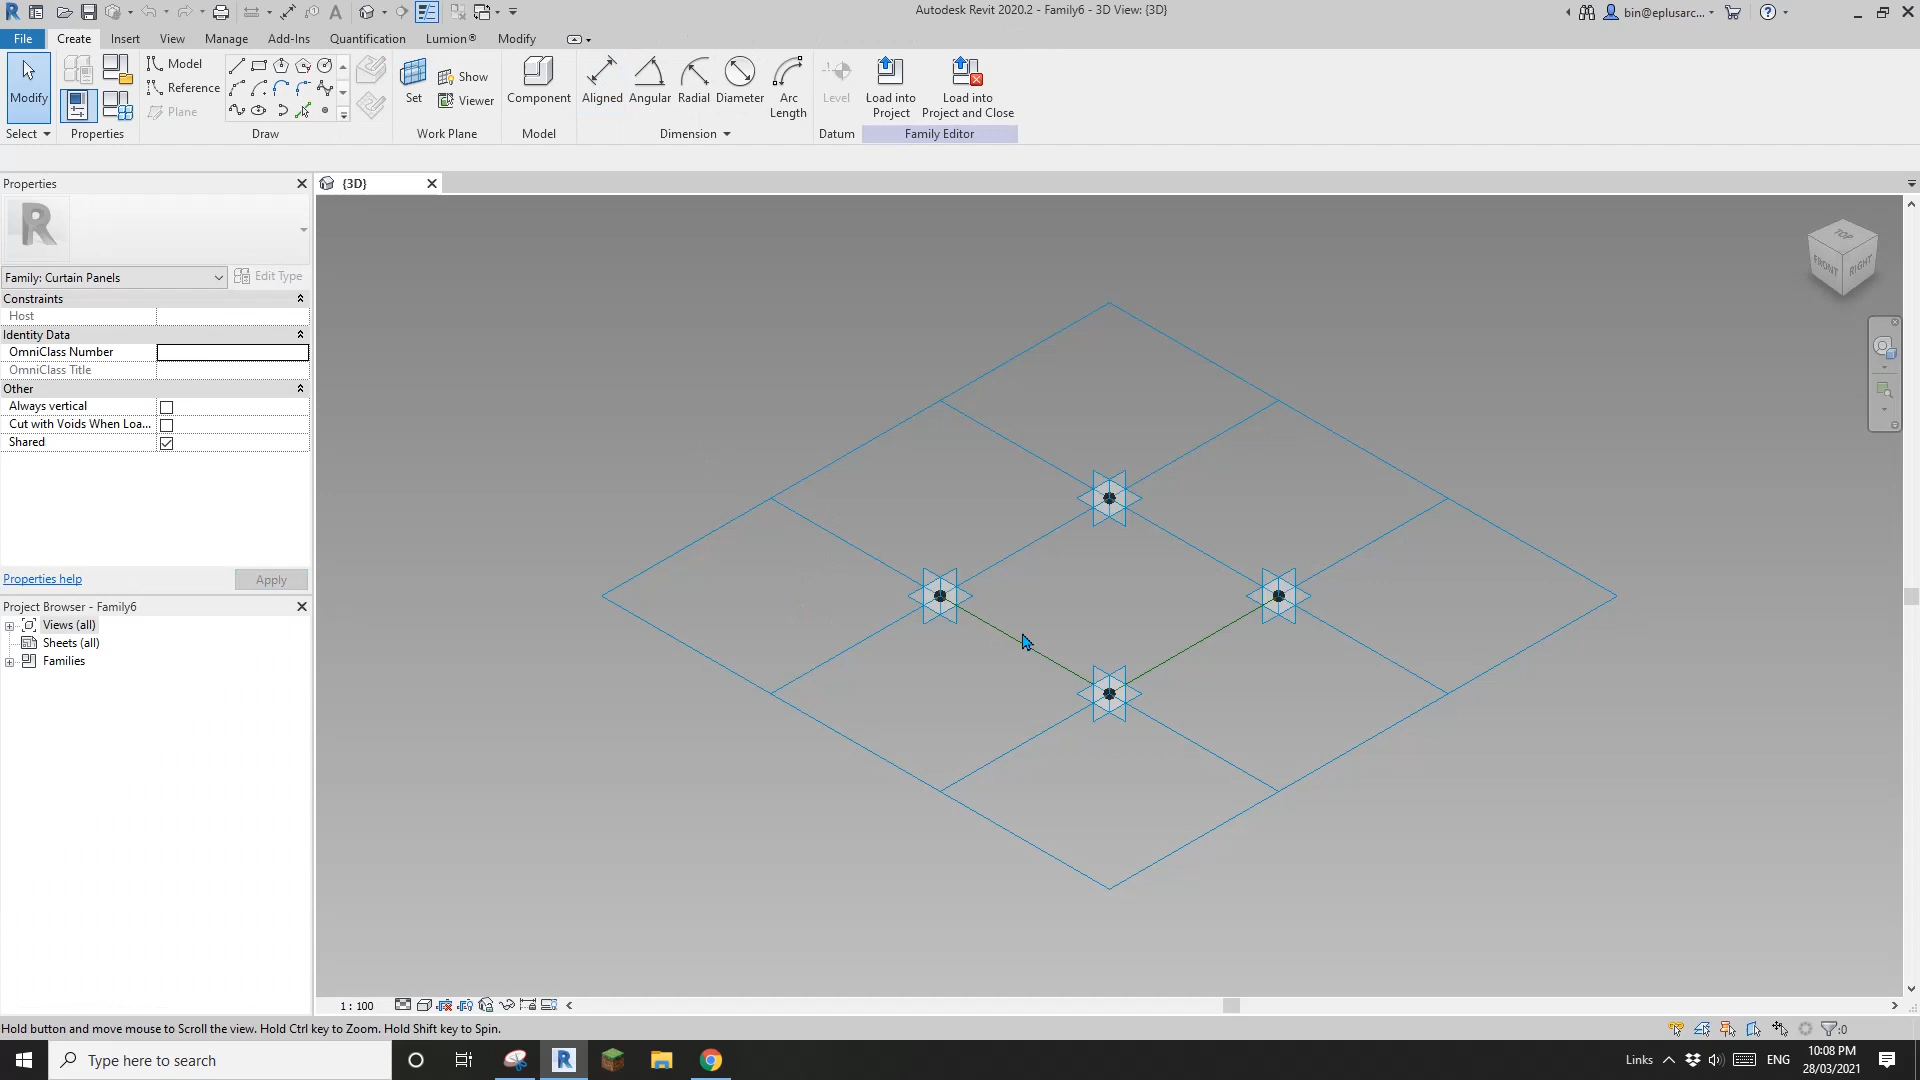 Autodesk Revit 2020.2 - Family6 - 3D View: {3D}
bin@eplusarc...
File Create Insert View Manage Add-Ins Quantification Lumion® Modify
Modify
Model
Reference
Plane
Set
Show
Viewer
Component
Aligned Angular Radial Diameter Arc Length
Level
Load into Project
Load into Project and Close
Select Properties Draw Work Plane Model Dimension Datum Family Editor
Properties
{3D}
R
Family: Curtain Panels
Edit Type
Constraints
Host
Identity Data
OmniClass Number
OmniClass Title
Other
Always vertical
Cut with Voids When Loa...
Shared
Properties help
Apply
Project Browser - Family6
Views (all)
Sheets (all)
Families
TOP
FRONT
RIGHT
1 : 100
Hold button and move mouse to Scroll the view. Hold Ctrl key to Zoom. Hold Shift key to Spin.
:0
Type here to search
Links
ENG
10:08 PM
28/03/2021